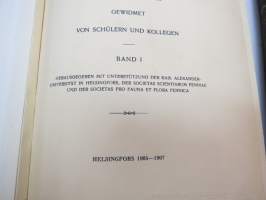 GEWIDMET
VON SCHÜLERN UND KOLLEGEN
BAND I
HERAUSGEGEBEN MIT UNTERSTÜTZUNG DER KAIS. ALEXANDER-
UNIVERSITÄT IN HELSINGFORS, DER SOCIETAS SCIENTIARUM FENNICA
UND DER SOCIETAS PRO FAUNA ET FLORA FENNICA
HELSINGFORS 1905—1907